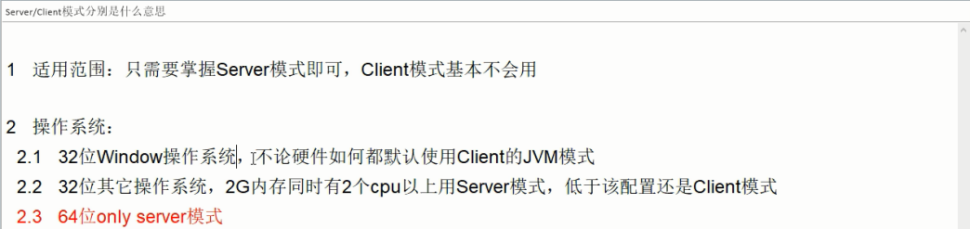 Server/Client模式分别是什么意思
1 适用范围：只需要掌握Server模式即可，Client模式基本不会用
2 操作系统：
2.1 32位Window操作系统，不论硬件如何都默认使用Client的JVM模式
2.2 32位其它操作系统，2G内存同时有2个cpu以上用Server模式，低于该配置还是Client模式
2.3 64位only server模式